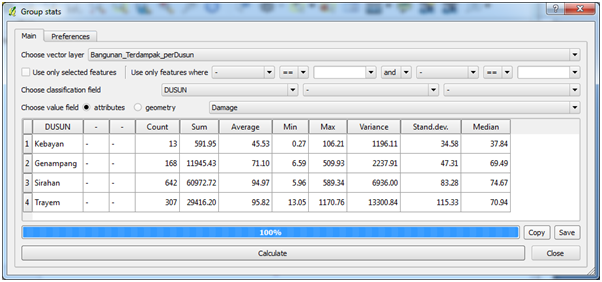 Group stats
Main Preferences
Choose vector layer Bangunan_Terdampak_perDusun
Use only selected features Use only features where - == and - ==
Choose classification field DUSUN - -
Choose value field attributes geometry Damage
DUSUN - - Count Sum Average Min Max Variance Stand.dev. Median
1 Kebayan - - 13 591.95 45.53 0.27 106.21 1196.11 34.58 37.84
2 Genampang - - 168 11945.43 71.10 6.59 509.93 2237.91 47.31 69.49
3 Sirahan - - 642 60972.72 94.97 5.96 589.34 6936.00 83.28 74.67
4 Trayem - - 307 29416.20 95.82 13.05 1170.76 13300.84 115.33 70.94
100% Copy Save
Calculate Close